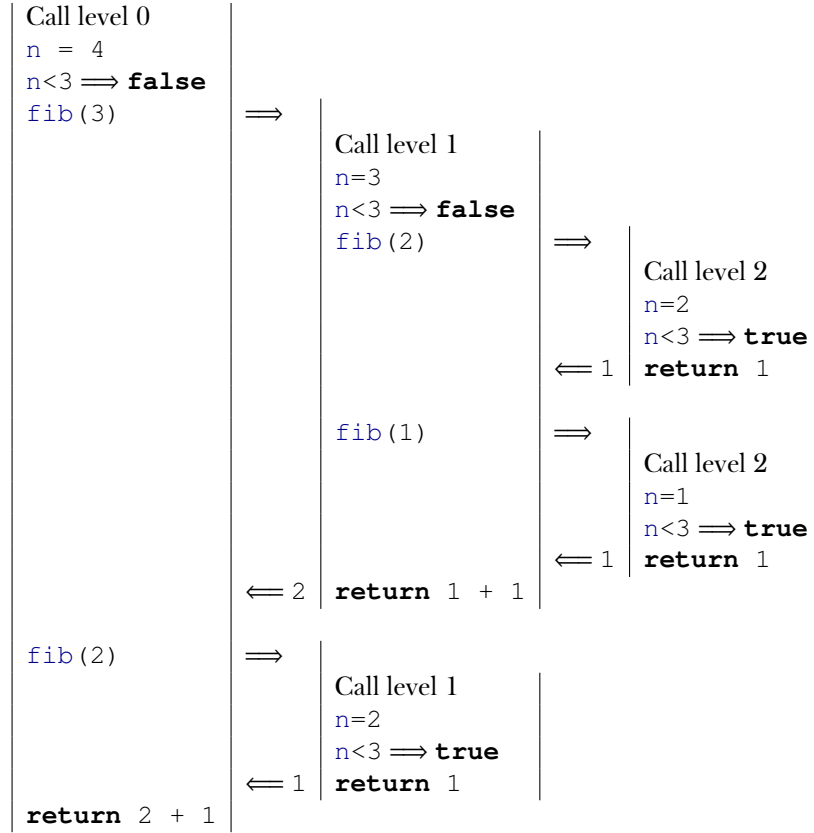 Call level 0
n = 4
n<3 ⟹ false
fib(3) ⟹
Call level 1
n=3
n<3 ⟹ false
fib(2) ⟹
Call level 2
n=2
n<3 ⟹ true
⟸ 1 return 1
fib(1) ⟹
Call level 2
n=1
n<3 ⟹ true
⟸ 1 return 1
⟸ 2 return 1 + 1
fib(2) ⟹
Call level 1
n=2
n<3 ⟹ true
⟸ 1 return 1
return 2 + 1